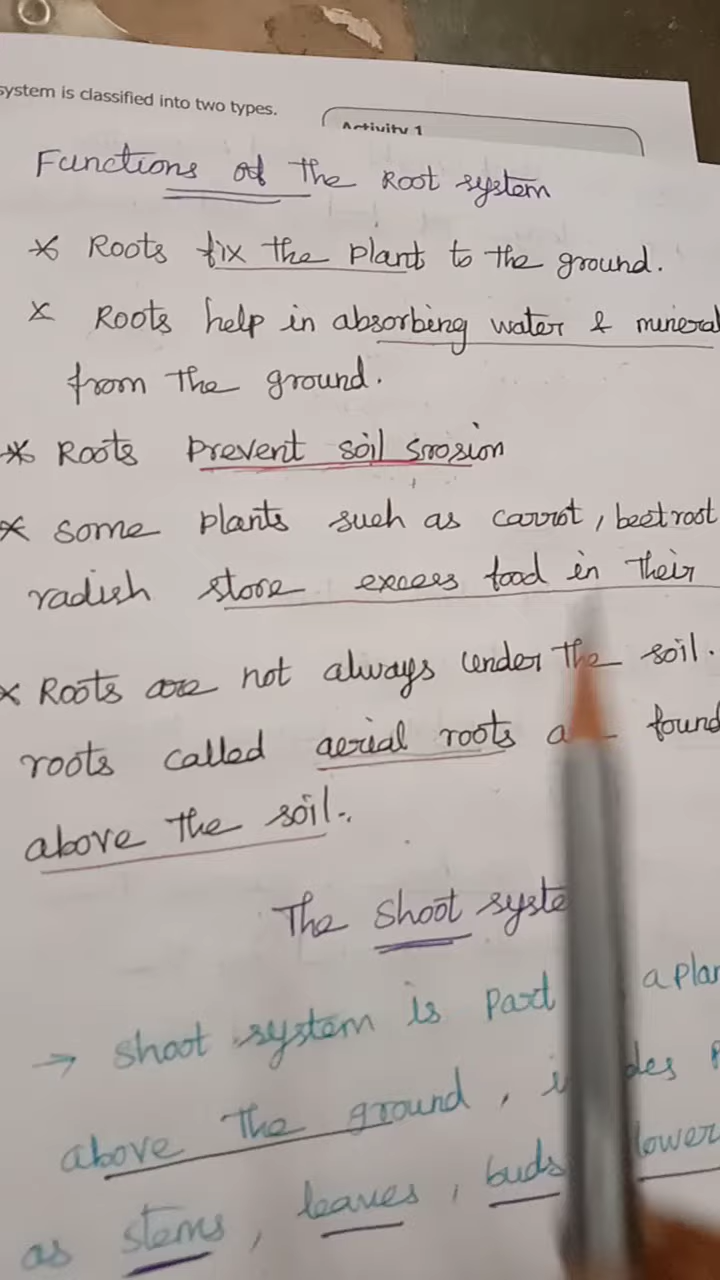 system is classified into two types.
Activity 1
Functions of the Root system
* Roots fix the plant to the ground.
x Roots help in absorbing water & mineral
from the ground.
* Roots prevent soil erosion
* some plants such as carrot, beetroot
radish store excess food in their
x Roots are not always under the soil.
roots called aerial roots found
above the soil.
The shoot syste
→ shoot system is part a plan
above the ground,
as stems, leaves, buds lower